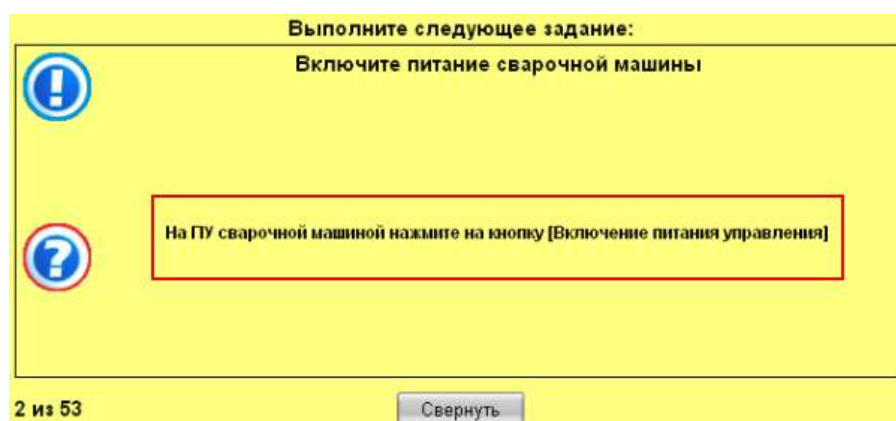 Выполните следующее задание:
Включите питание сварочной машины
На ПУ сварочной машиной нажмите на кнопку [Включение питания управления]
2 из 53
Свернуть